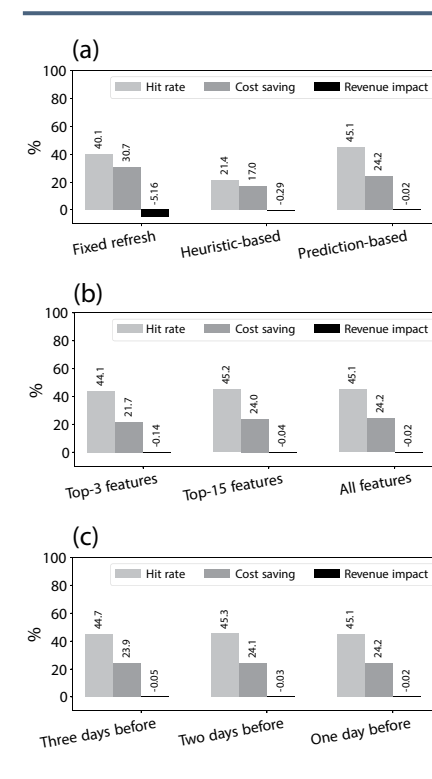 (a)
100
80
60
40
20
0
%
Hit rate Cost saving Revenue impact
40.1 30.7 -5.16
21.4 17.0 -0.29
45.1 24.2 -0.02
Fixed refresh Heuristic-based Prediction-based
(b)
100
80
60
40
20
0
%
Hit rate Cost saving Revenue impact
44.1 21.7 -0.14
45.2 24.0 -0.04
45.1 24.2 -0.02
Top-3 features Top-15 features All features
(c)
100
80
60
40
20
0
%
Hit rate Cost saving Revenue impact
44.7 23.9 -0.05
45.3 24.1 -0.03
45.1 24.2 -0.02
Three days before Two days before One day before